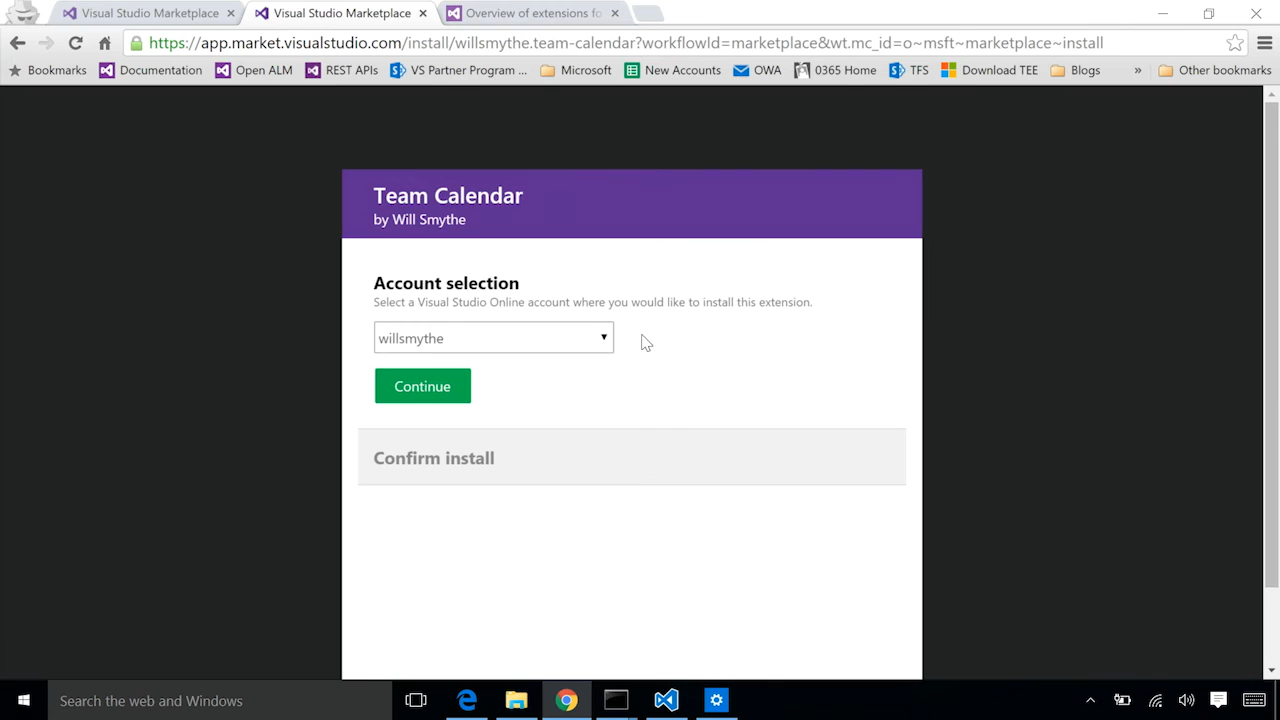 Visual Studio Marketplace
Visual Studio Marketplace
Overview of extensions fo
https://app.market.visualstudio.com/install/willsmythe.team-calendar?workflowId=marketplace&wt.mc_id=o~msft~marketplace~install
Bookmarks
Documentation
Open ALM
REST APIs
VS Partner Program ...
Microsoft
New Accounts
OWA
O365 Home
TFS
Download TEE
Blogs
»
Other bookmarks
Team Calendar
by Will Smythe
Account selection
Select a Visual Studio Online account where you would like to install this extension.
willsmythe
Continue
Confirm install
Search the web and Windows